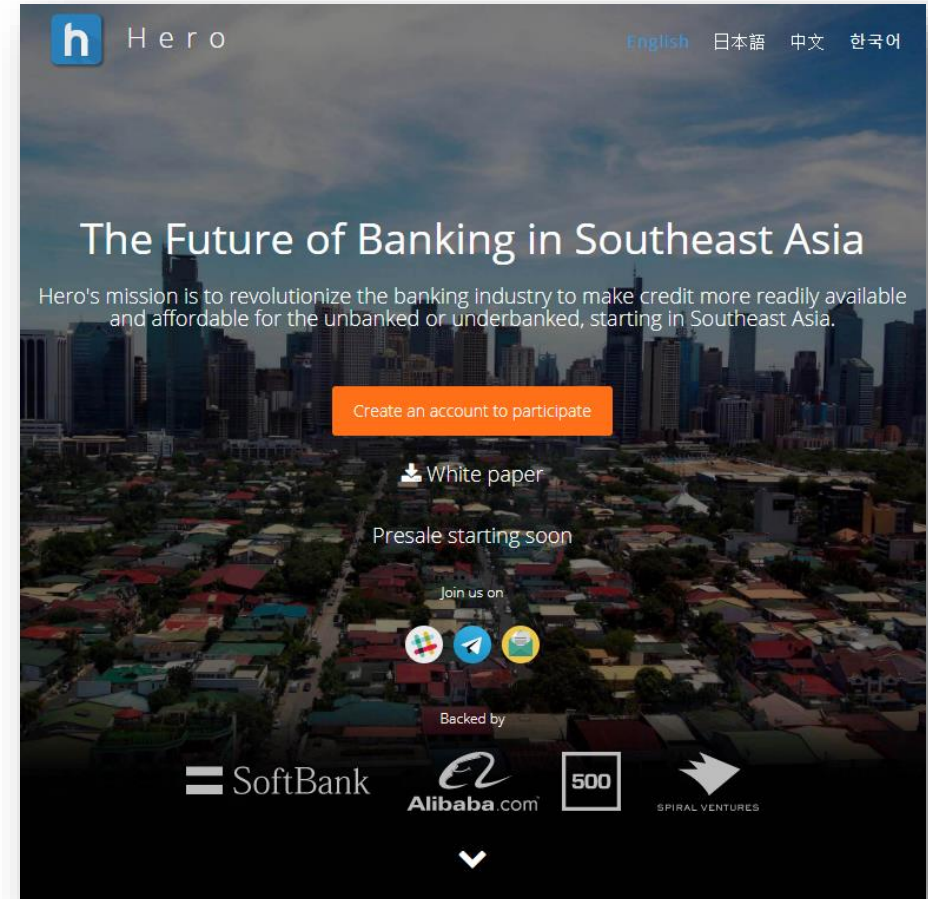 h Hero
English 日本語 中文 한국어
The Future of Banking in Southeast Asia
Hero's mission is to revolutionize the banking industry to make credit more readily available
and affordable for the unbanked or underbanked, starting in Southeast Asia.
Create an account to participate
White paper
Presale starting soon
Join us on
Backed by
SoftBank
Alibaba.com
500
SPIRAL VENTURES